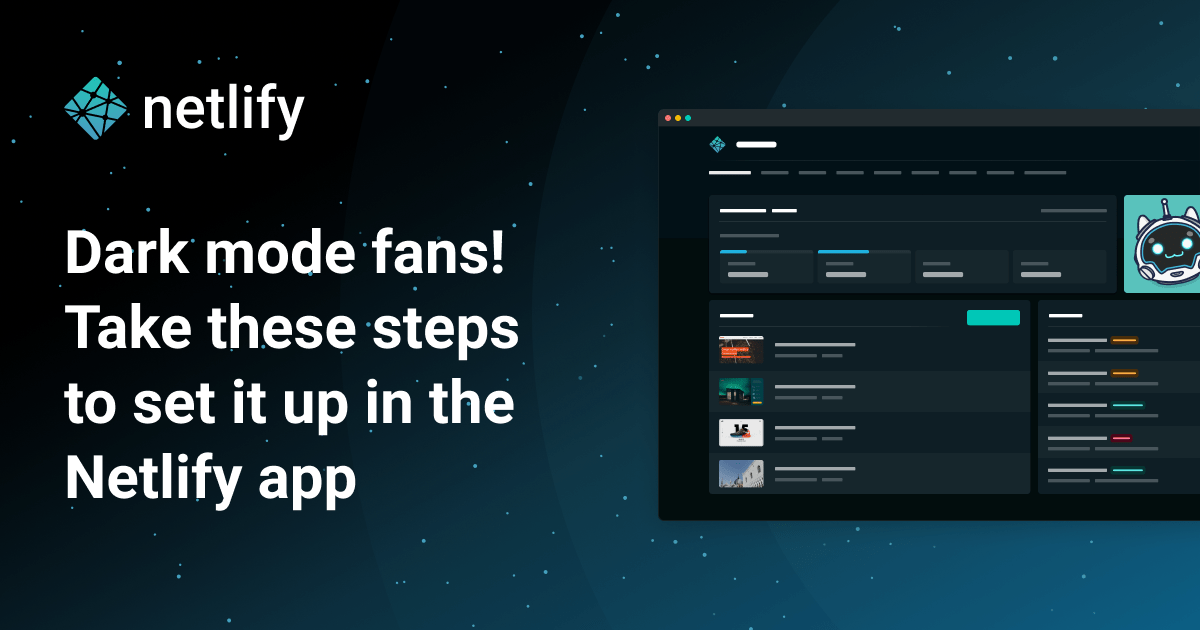 netlify
Dark mode fans!
Take these steps
to set it up in the
Netlify app